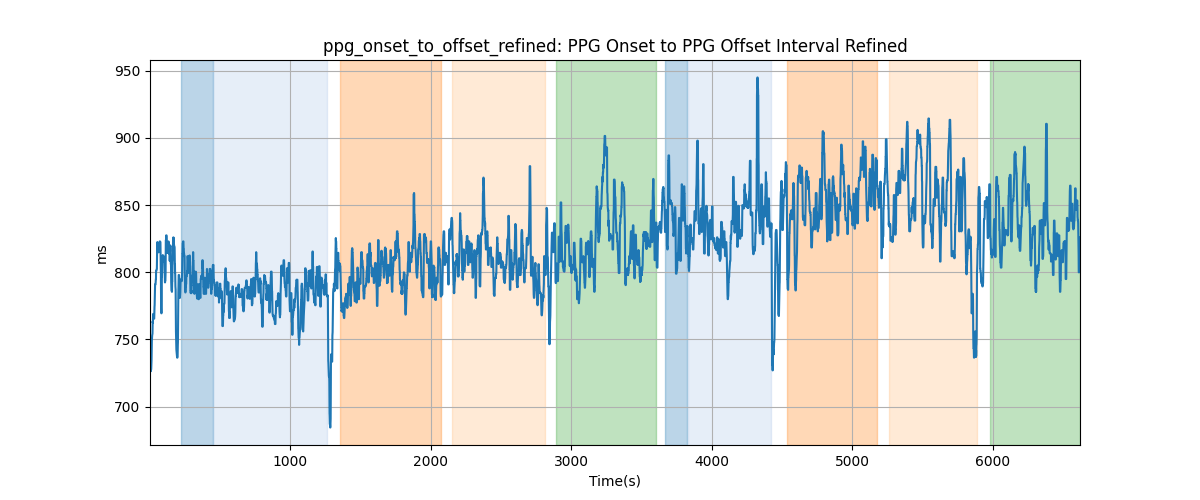 ppg_onset_to_offset_refined: PPG Onset to PPG Offset Interval Refined
950
900
850
800
750
700
ms
1000 2000 3000 4000 5000 6000
Time(s)